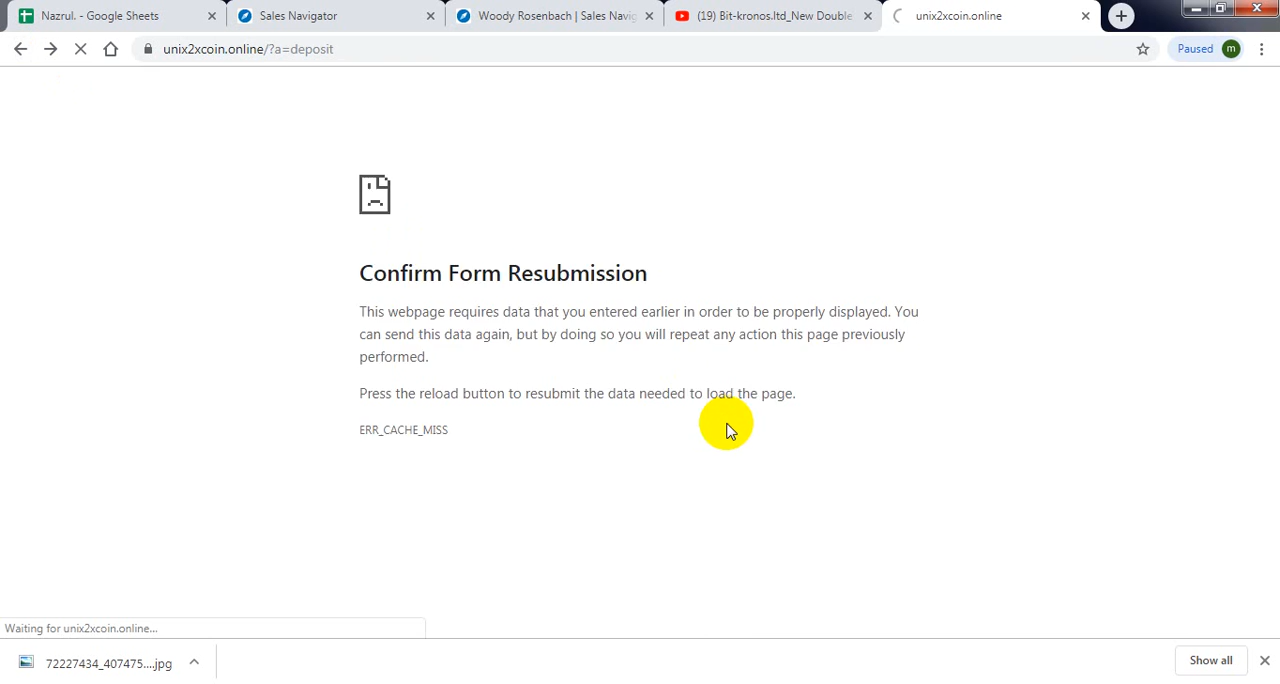 Nazrul. - Google Sheets
Sales Navigator
Woody Rosenbach | Sales Navig
(19) Bit-kronos.ltd_New Double
unix2xcoin.online
unix2xcoin.online/?a=deposit
Paused
m
Confirm Form Resubmission
This webpage requires data that you entered earlier in order to be properly displayed. You
can send this data again, but by doing so you will repeat any action this page previously
performed.
Press the reload button to resubmit the data needed to load the page.
ERR_CACHE_MISS
Waiting for unix2xcoin.online...
72227434_407475....jpg
Show all